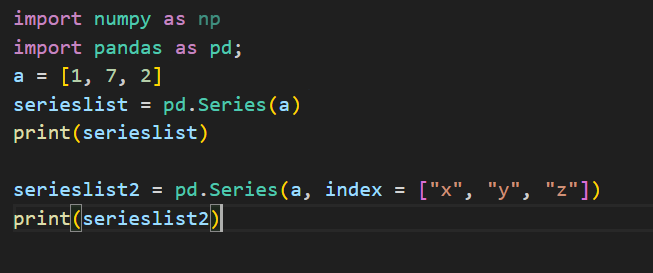 import numpy as np
import pandas as pd;
a = [1, 7, 2]
serieslist = pd.Series(a)
print(serieslist)

serieslist2 = pd.Series(a, index = ["x", "y", "z"])
print(serieslist2)